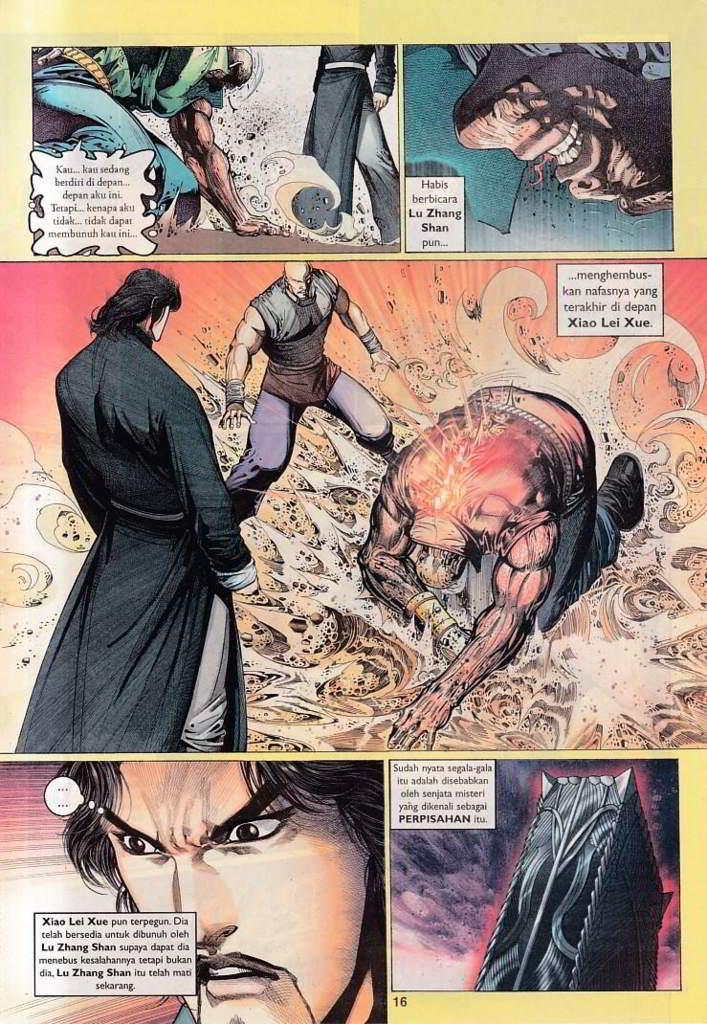 Kau... kau sedang
berdiri di depan...
depan aku ini.
Tetapi... kenapa aku
tidak... tidak dapat
membunuh kau ini...
Habis
berbicara
Lu Zhang
Shan
pun...
...menghembus-
kan nafasnya yang
terakhir di depan
Xiao Lei Xue.
...
...
Sudah nyata segala-gala
itu adalah disebabkan
oleh senjata misteri
yang dikenali sebagai
PERPISAHAN itu.
Xiao Lei Xue pun terpegun. Dia
telah bersedia untuk dibunuh oleh
Lu Zhang Shan supaya dapat dia
menebus kesalahannya tetapi bukan
dia, Lu Zhang Shan itu telah mati
sekarang.
16